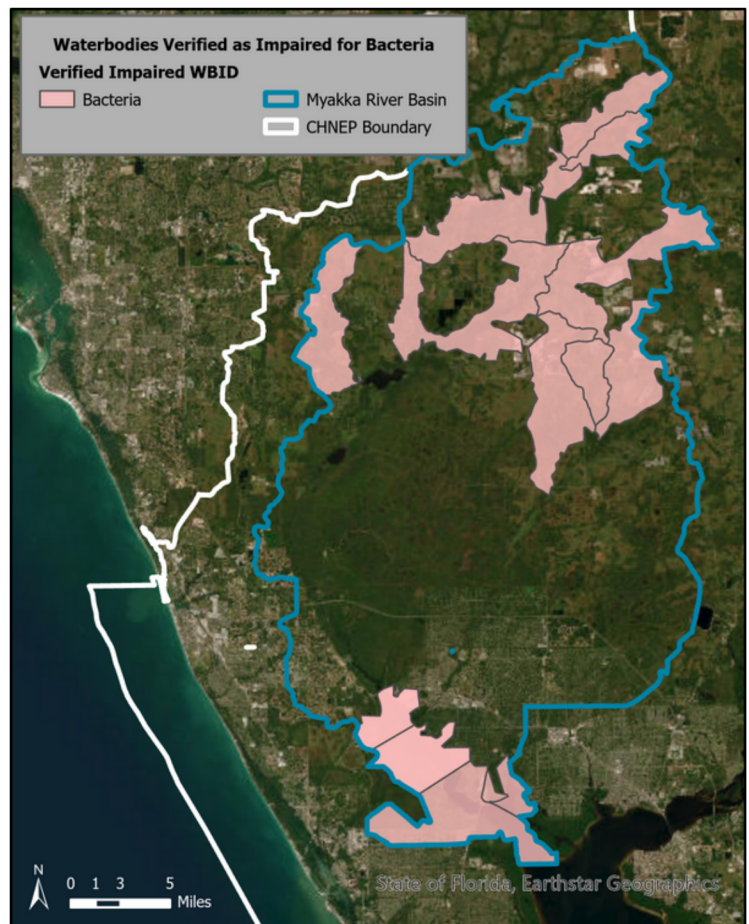 Waterbodies Verified as Impaired for Bacteria
Verified Impaired WBID
Bacteria
Myakka River Basin
CHNEP Boundary
N
0 1 3 5
Miles
State of Florida, Earthstar Geographics